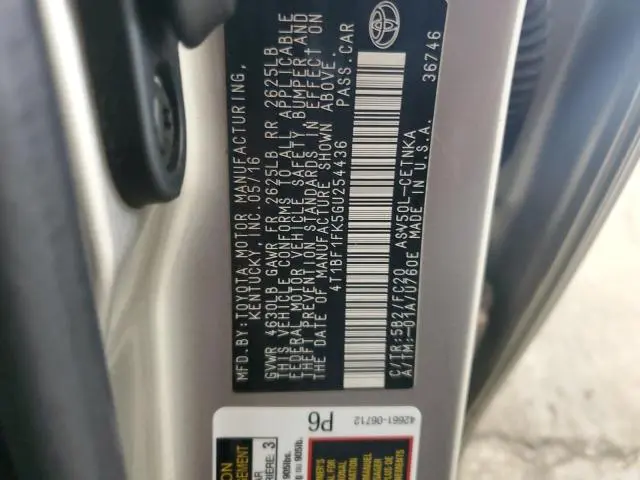 MFD. BY: TOYOTA MOTOR MANUFACTURING,
KENTUCKY, INC. 05/16
GVWR 4630LB GAWR FR 2625LB RR 2625LB
THIS VEHICLE CONFORMS TO ALL APPLICABLE
FEDERAL MOTOR VEHICLE SAFETY, BUMPER, AND
THEFT PREVENTION STANDARDS IN EFFECT ON
THE DATE OF MANUFACTURE SHOWN ABOVE.
4T1BF1FK5GU254436 PASS. CAR
C/TR: 5B2/FC20 ASV50L-CETNKA
A/TM: -01A/U760E MADE IN U.S.A.
36746
P6
42661-06712
3
905lbs.
905lb.